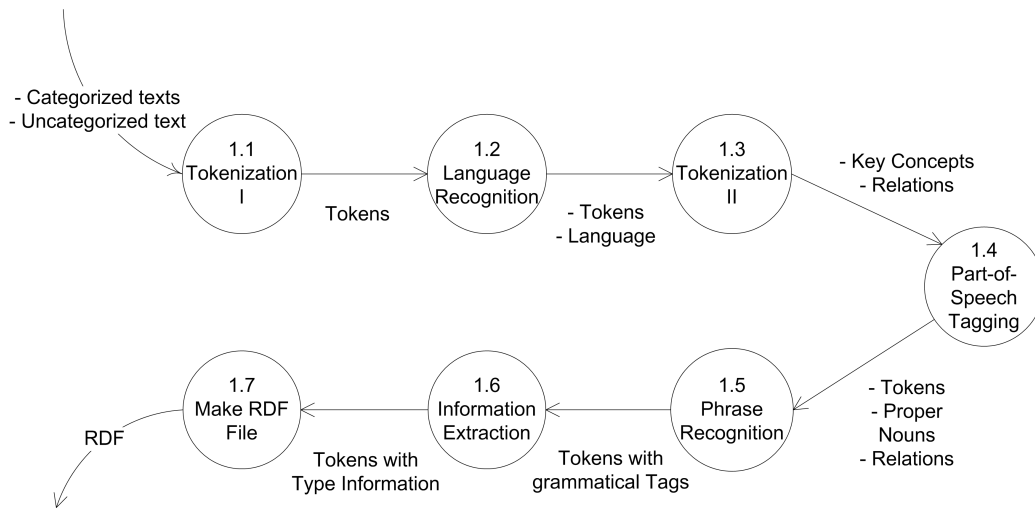 - Categorized texts
- Uncategorized text
1.1
Tokenization
I
Tokens
1.2
Language
Recognition
- Tokens
- Language
1.3
Tokenization
II
- Key Concepts
- Relations
1.4
Part-of-
Speech
Tagging
- Tokens
- Proper
Nouns
- Relations
1.5
Phrase
Recognition
Tokens with
grammatical Tags
1.6
Information
Extraction
Tokens with
Type Information
1.7
Make RDF
File
RDF